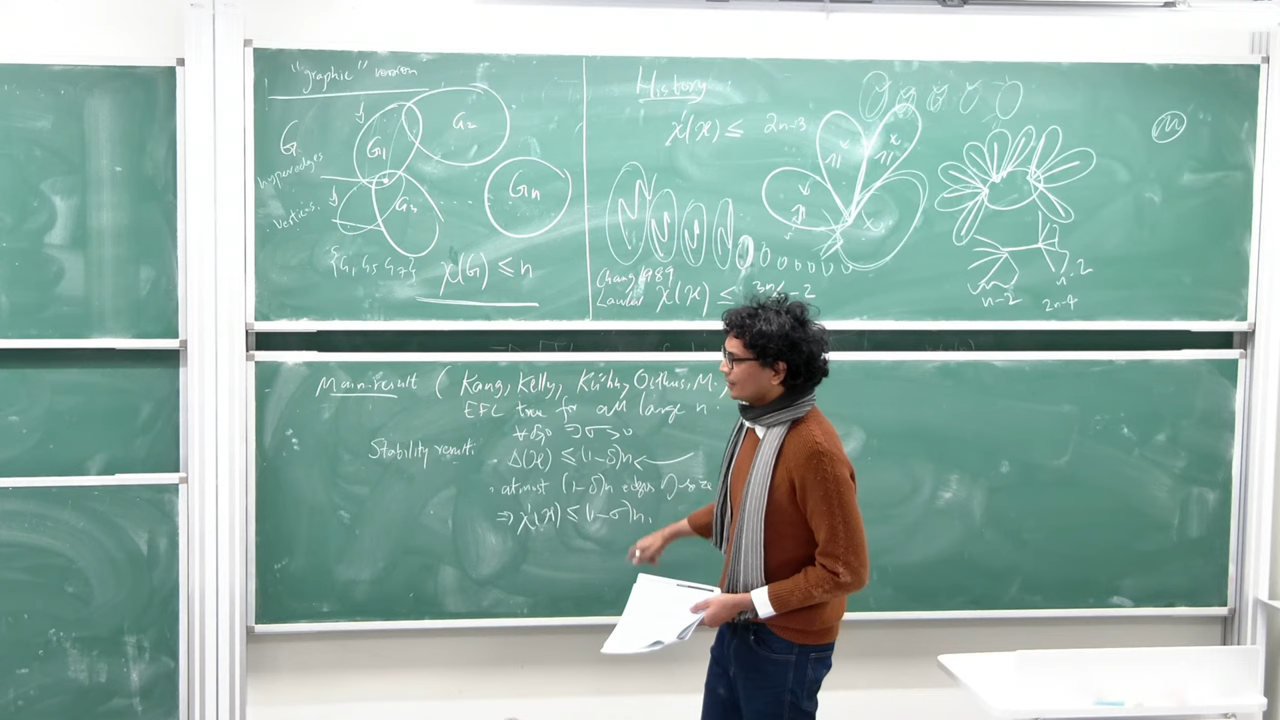 "graphic" version
G
hyperedges
vertices.
G1
G2
G3
Gn
{G1 G5 G7}
χ(G) ≤ n
History
χ'(ℋ) ≤ 2n-3
Chang 1989
Lawler χ'(ℋ) ≤
n-2
n-2
2n-4
Main result ( Kang, Kelly, Kühn, Osthus, M.
EFL true for all large n.
∀δ>0 ∃σ>0
Stability result:
· Δ(ℋ) ≤ (1-δ)n ←
· at most (1-δ)n edges of size
⇒ χ'(ℋ) ≤ (1-σ)n.